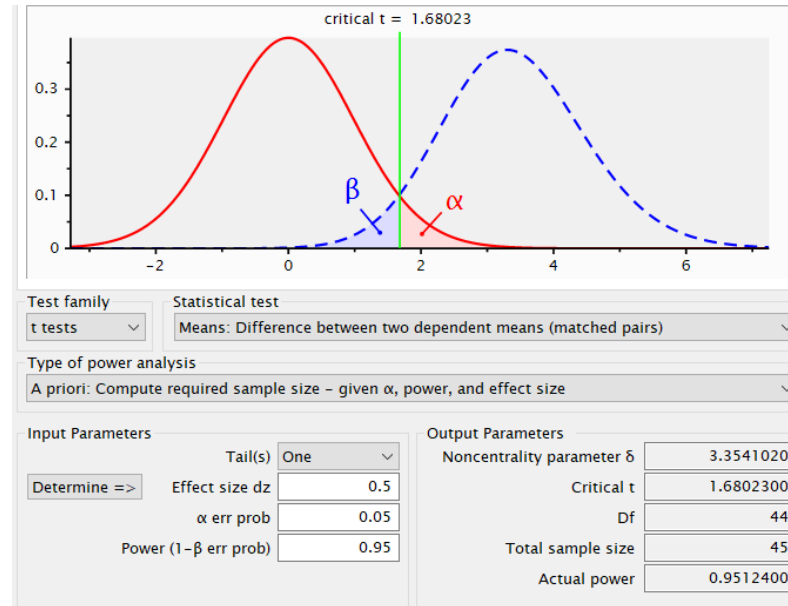 critical t = 1.68023
0.3
0.2
0.1
0
β
α
−2 0 2 4 6
Test family
Statistical test
t tests
Means: Difference between two dependent means (matched pairs)
Type of power analysis
A priori: Compute required sample size – given α, power, and effect size
Input Parameters
Output Parameters
Tail(s) One
Noncentrality parameter δ 3.3541020
Determine => Effect size dz 0.5
Critical t 1.6802300
α err prob 0.05
Df 44
Power (1−β err prob) 0.95
Total sample size 45
Actual power 0.9512400